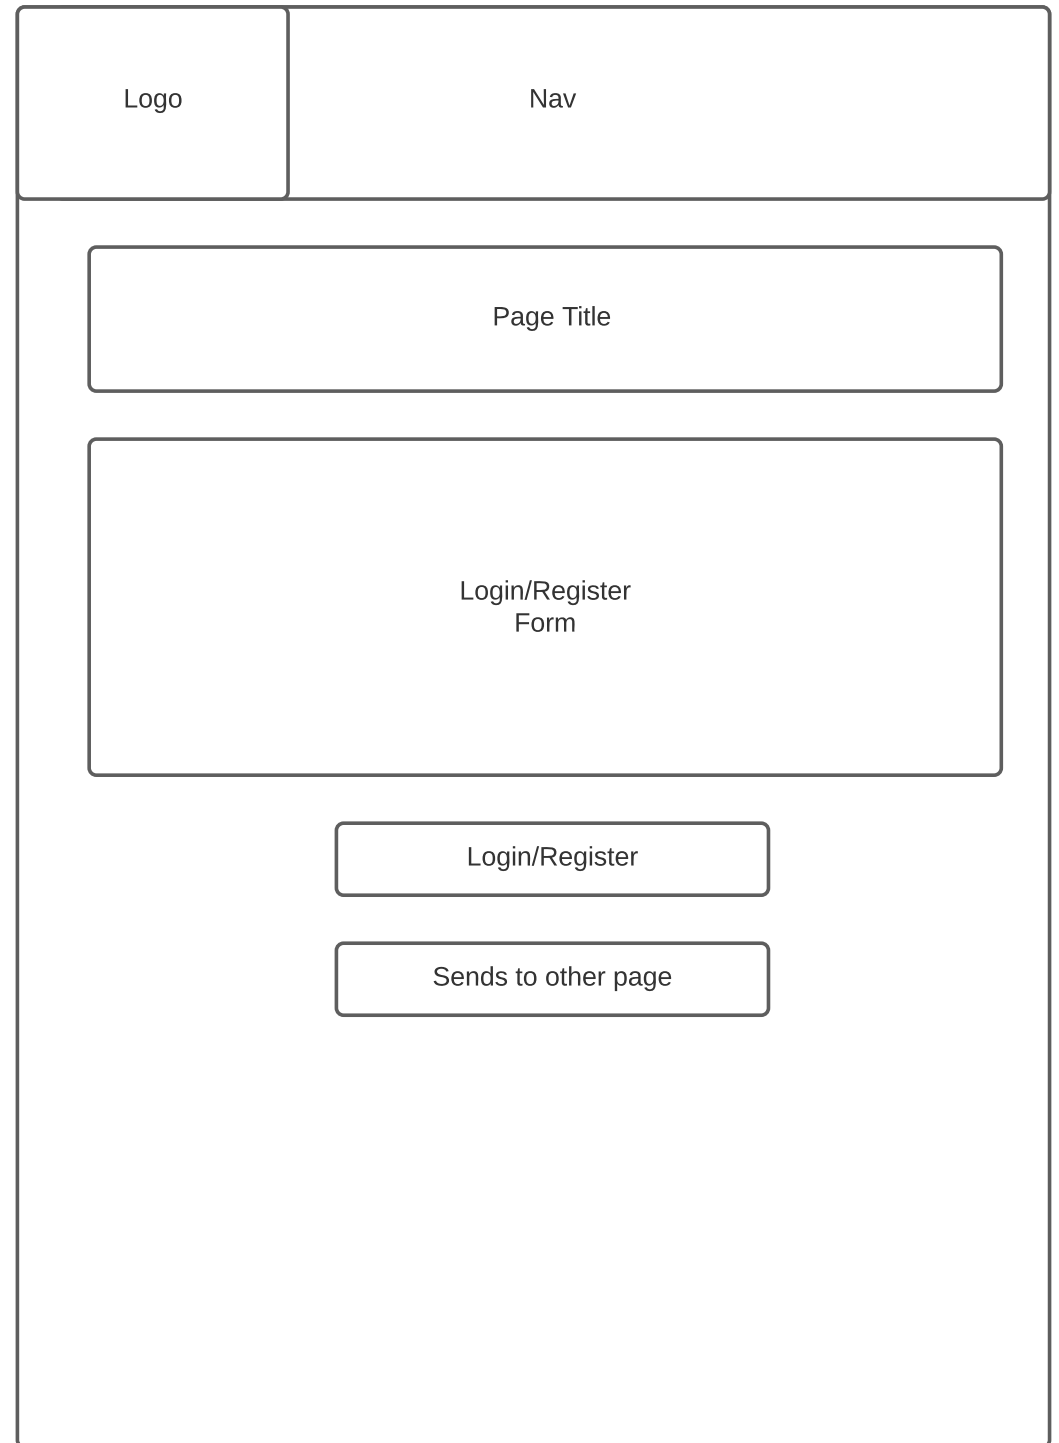 Logo
Nav
Page Title
Login/Register
Form
Login/Register
Sends to other page